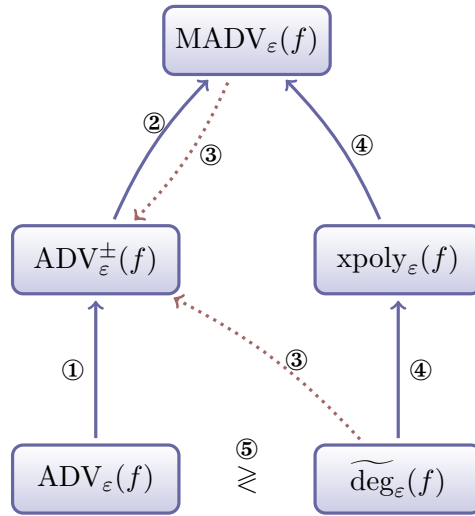 MADV_ε(f)
② ③ ④
ADV^±_ε(f) xpoly_ε(f)
① ③ ④
⑤
ADV_ε(f) ≷ \widetilde{deg}_ε(f)